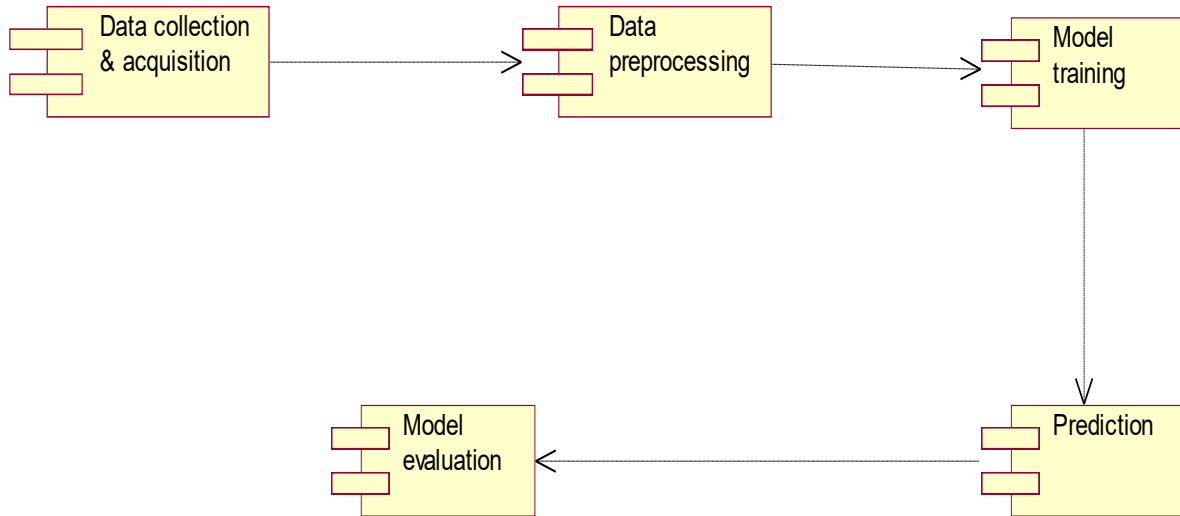 Data collection
& acquisition
Data
preprocessing
Model
training
Prediction
Model
evaluation